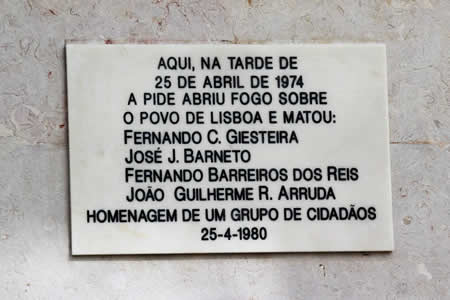 AQUI, NA TARDE DE
25 DE ABRIL DE 1974
A PIDE ABRIU FOGO SOBRE
O POVO DE LISBOA E MATOU:
FERNANDO C. GIESTEIRA
JOSÉ J. BARNETO
FERNANDO BARREIROS DOS REIS
JOÃO GUILHERME R. ARRUDA
HOMENAGEM DE UM GRUPO DE CIDADÃOS
25-4-1980